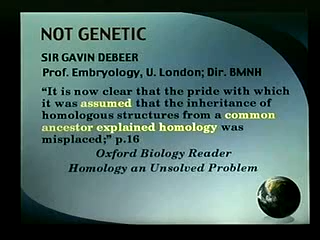 NOT GENETIC
SIR GAVIN DEBEER
Prof. Embryology, U. London; Dir. BMNH
“It is now clear that the pride with which
it was assumed that the inheritance of
homologous structures from a common
ancestor explained homology was
misplaced;” p.16
Oxford Biology Reader
Homology an Unsolved Problem